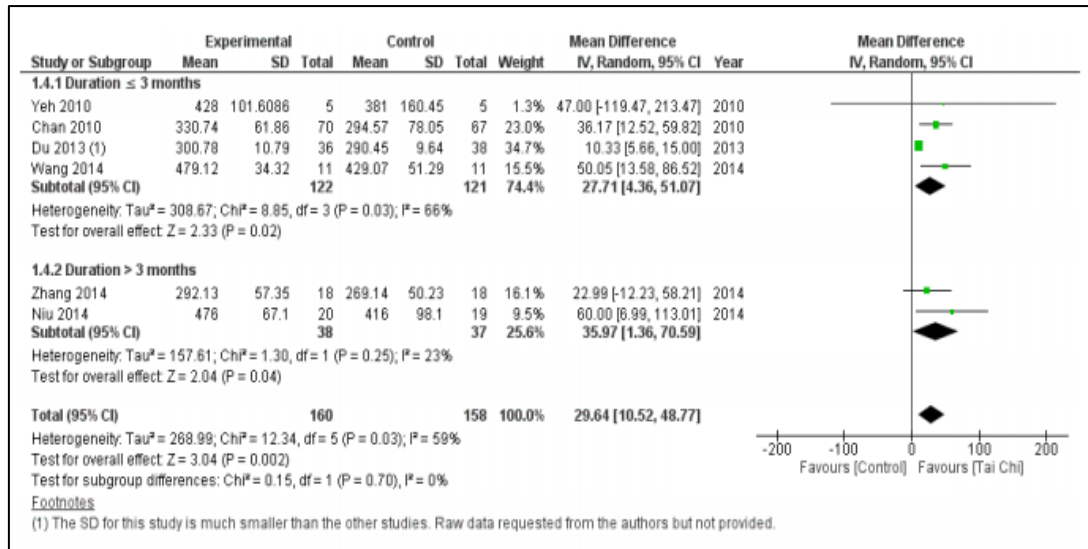 Experimental Control Mean Difference Mean Difference
Study or Subgroup Mean SD Total Mean SD Total Weight IV, Random, 95% CI Year IV, Random, 95% CI
1.4.1 Duration ≤ 3 months
Yeh 2010 428 101.6086 5 381 160.45 5 1.3% 47.00 [-119.47, 213.47] 2010
Chan 2010 330.74 61.86 70 294.57 78.05 67 23.0% 36.17 [12.52, 59.82] 2010
Du 2013 (1) 300.78 10.79 36 290.45 9.64 38 34.7% 10.33 [5.66, 15.00] 2013
Wang 2014 479.12 34.32 11 429.07 51.29 11 15.5% 50.05 [13.58, 86.52] 2014
Subtotal (95% CI) 122 121 74.4% 27.71 [4.36, 51.07]
Heterogeneity: Tau² = 308.67; Chi² = 8.85, df = 3 (P = 0.03); I² = 66%
Test for overall effect: Z = 2.33 (P = 0.02)
1.4.2 Duration > 3 months
Zhang 2014 292.13 57.35 18 269.14 50.23 18 16.1% 22.99 [-12.23, 58.21] 2014
Niu 2014 476 67.1 20 416 98.1 19 9.5% 60.00 [6.99, 113.01] 2014
Subtotal (95% CI) 38 37 25.6% 35.97 [1.36, 70.59]
Heterogeneity: Tau² = 157.61; Chi² = 1.30, df = 1 (P = 0.25); I² = 23%
Test for overall effect: Z = 2.04 (P = 0.04)
Total (95% CI) 160 158 100.0% 29.64 [10.52, 48.77]
Heterogeneity: Tau² = 268.99; Chi² = 12.34, df = 5 (P = 0.03); I² = 59%
Test for overall effect: Z = 3.04 (P = 0.002)
Test for subgroup differences: Chi² = 0.15, df = 1 (P = 0.70), I² = 0%
-200 -100 0 100 200
Favours [Control] Favours [Tai Chi]
Footnotes
(1) The SD for this study is much smaller than the other studies. Raw data requested from the authors but not provided.